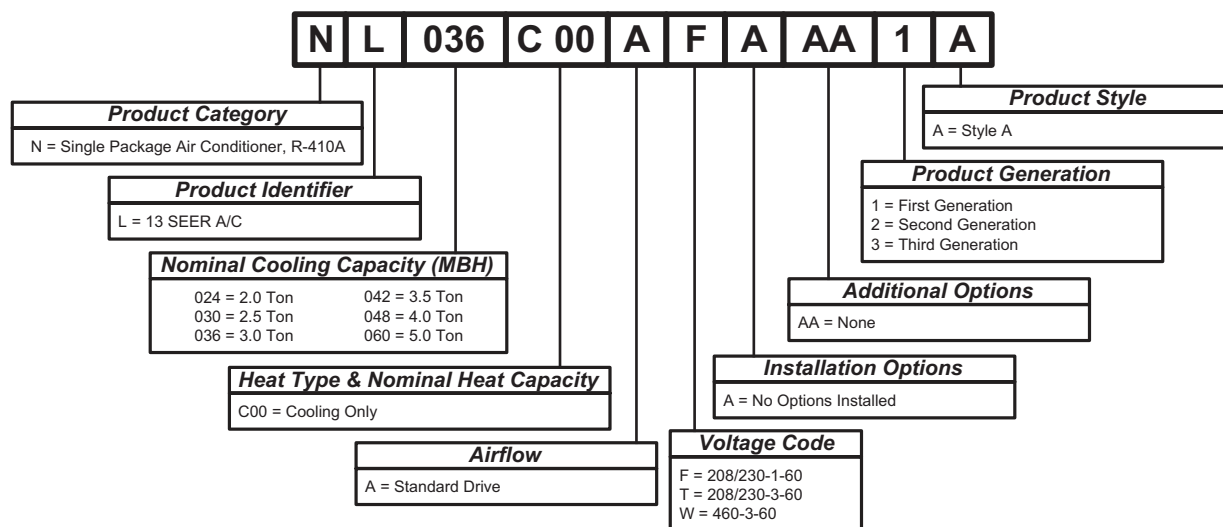 N L 036 C 00 A F A AA 1 A
Product Category
N = Single Package Air Conditioner, R-410A
Product Identifier
L = 13 SEER A/C
Nominal Cooling Capacity (MBH)
024 = 2.0 Ton 042 = 3.5 Ton
030 = 2.5 Ton 048 = 4.0 Ton
036 = 3.0 Ton 060 = 5.0 Ton
Heat Type & Nominal Heat Capacity
C00 = Cooling Only
Airflow
A = Standard Drive
Voltage Code
F = 208/230-1-60
T = 208/230-3-60
W = 460-3-60
Installation Options
A = No Options Installed
Additional Options
AA = None
Product Generation
1 = First Generation
2 = Second Generation
3 = Third Generation
Product Style
A = Style A